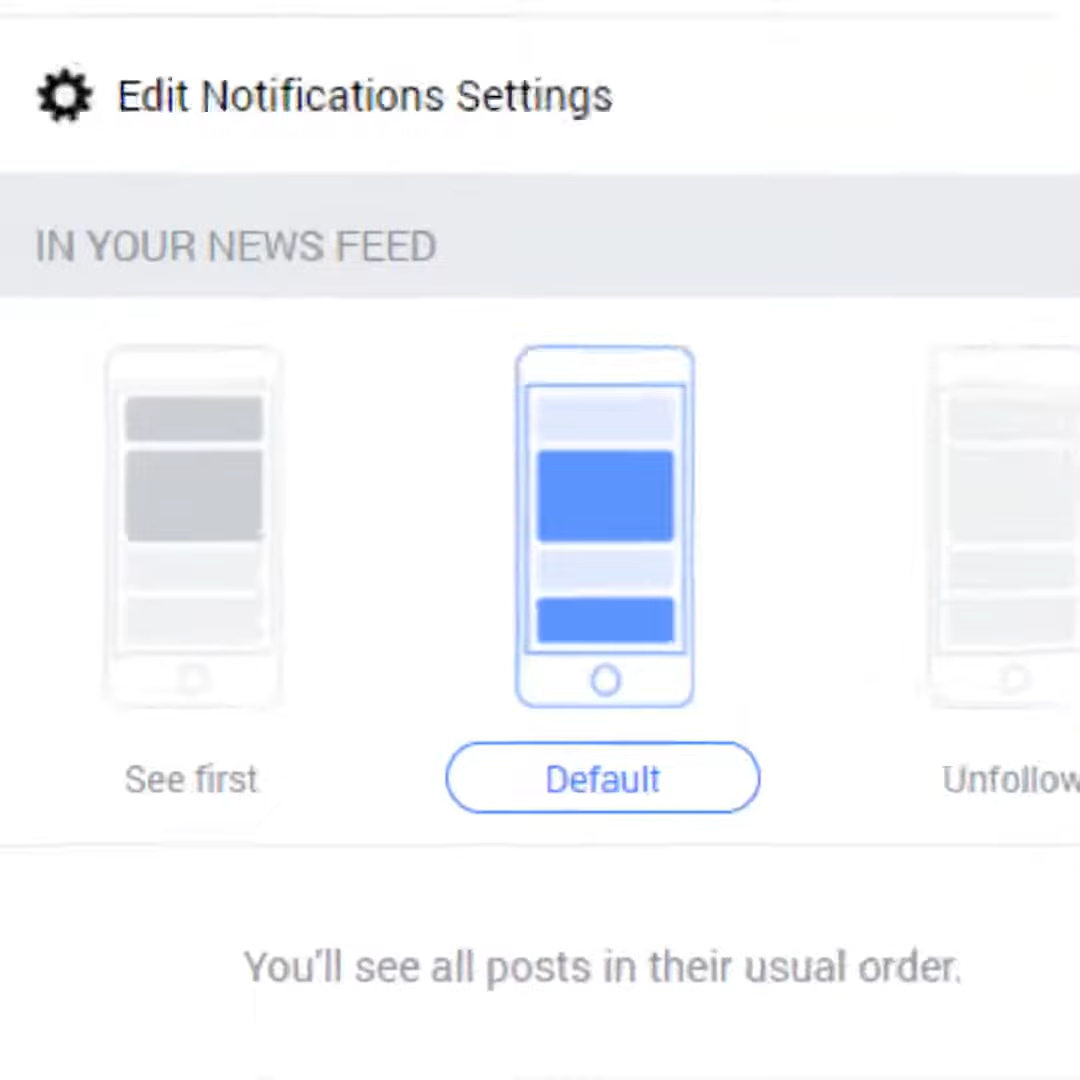 Edit Notifications Settings
IN YOUR NEWS FEED
See first
Default
Unfollow
You'll see all posts in their usual order.